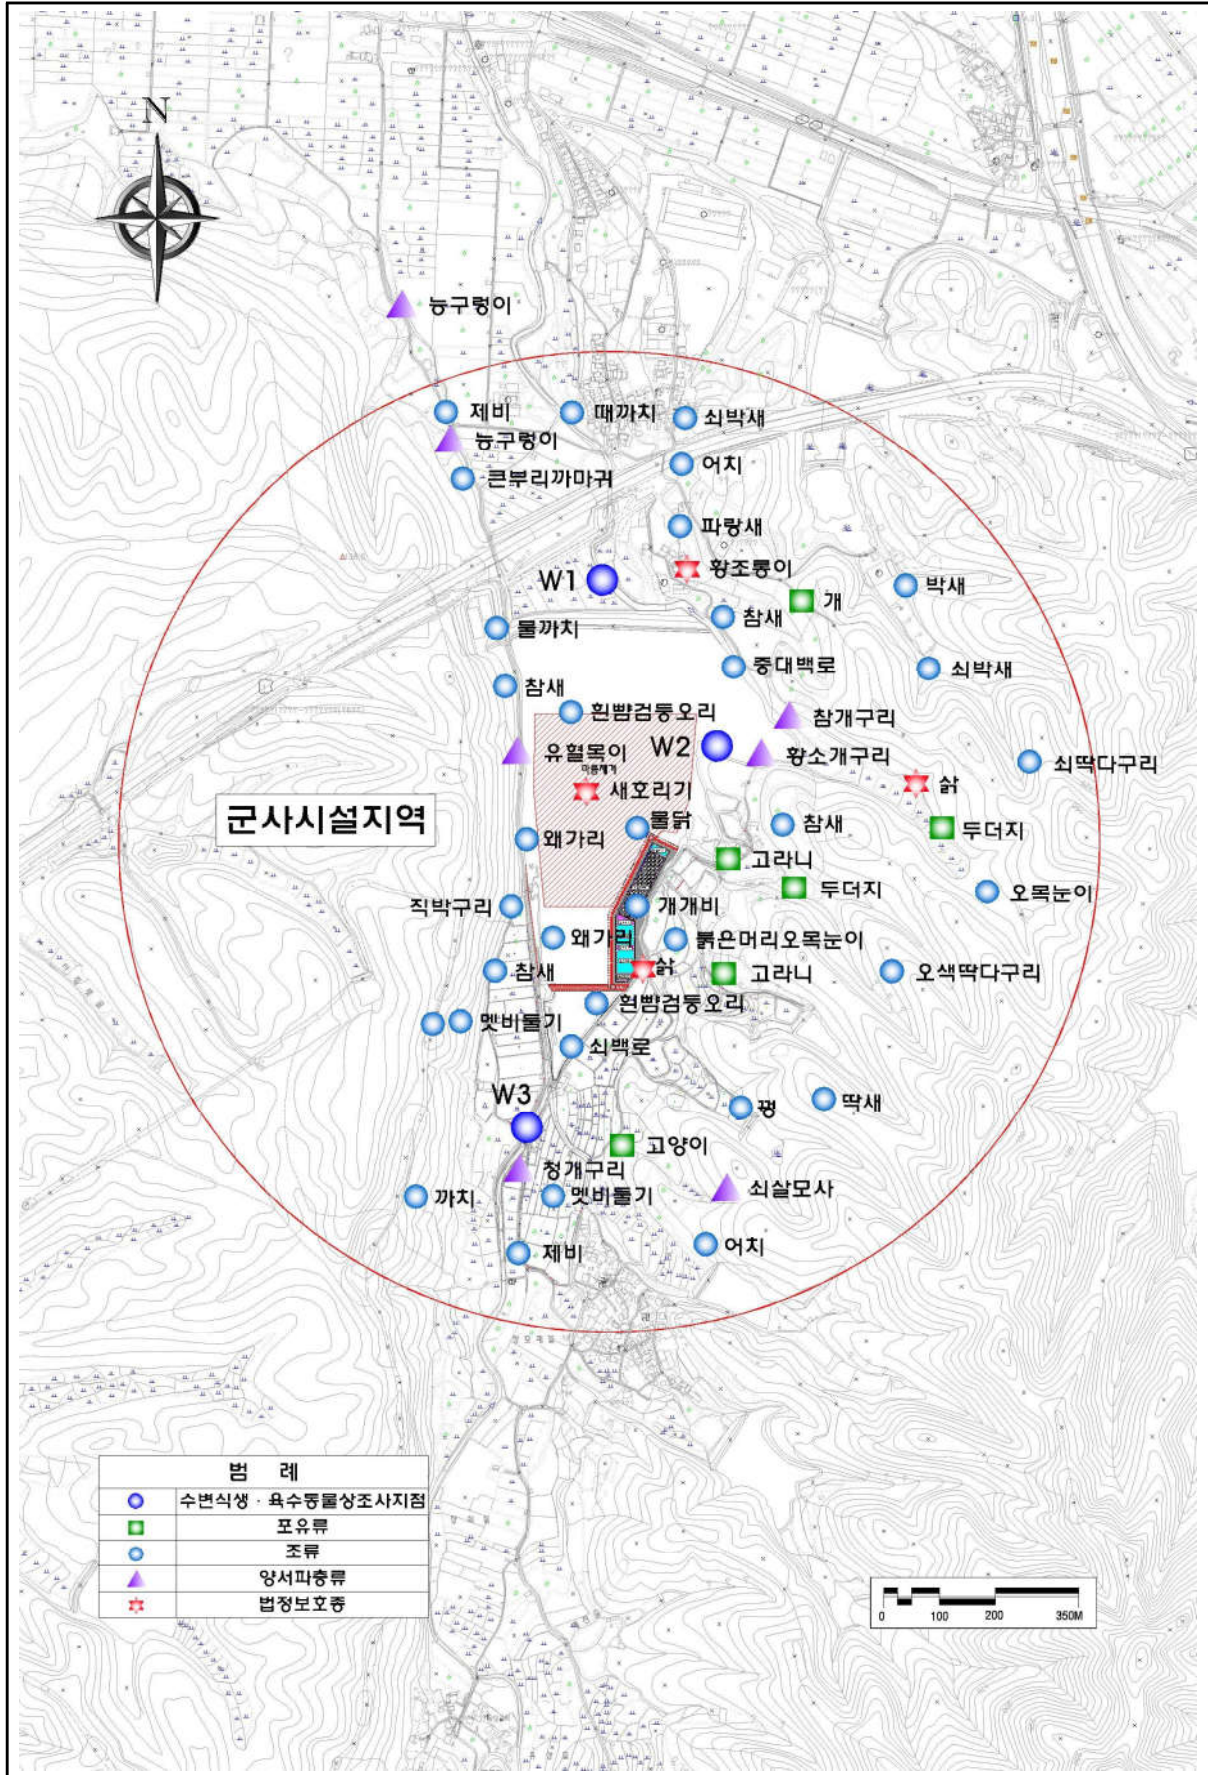 N
능구렁이
제비
때까치
쇠박새
능구렁이
어치
큰부리까마귀
파랑새
황조롱이
W1
개
박새
참새
물까치
중대백로
쇠박새
참새
흰뺨검둥오리
참개구리
유혈목이
W2
황소개구리
쇠딱다구리
새호리기
삵
군사시설지역
물닭
참새
두더지
왜가리
고라니
두더지
오목눈이
직박구리
개개비
왜가리
붉은머리오목눈이
참새
삵
고라니
오색딱다구리
흰뺨검둥오리
멧비둘기
쇠백로
W3
꿩
딱새
고양이
청개구리
까치
멧비둘기
쇠살모사
제비
어치
범 례
수변식생 · 육수동물상조사지점
포유류
조류
양서파충류
법정보호종
0 100 200 350M